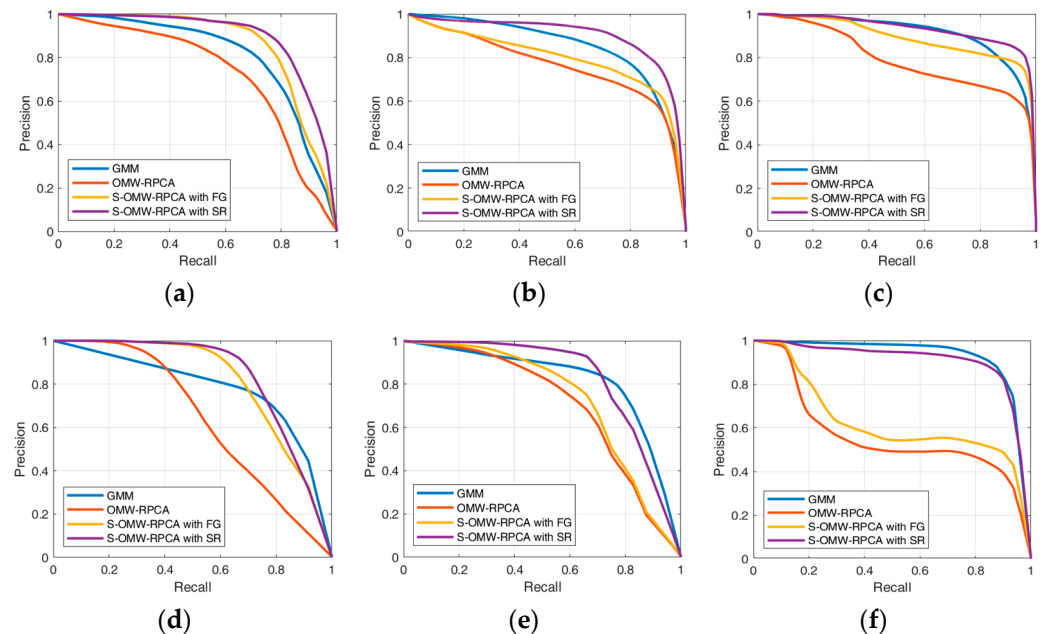 1
0.8
0.6
0.4
0.2
0
Precision
GMM
OMW-RPCA
S-OMW-RPCA with FG
S-OMW-RPCA with SR
0 0.2 0.4 0.6 0.8 1
Recall
(a)
1
0.8
0.6
0.4
0.2
0
Precision
GMM
OMW-RPCA
S-OMW-RPCA with FG
S-OMW-RPCA with SR
0 0.2 0.4 0.6 0.8 1
Recall
(b)
1
0.8
0.6
0.4
0.2
0
Precision
GMM
OMW-RPCA
S-OMW-RPCA with FG
S-OMW-RPCA with SR
0 0.2 0.4 0.6 0.8 1
Recall
(c)
1
0.8
0.6
0.4
0.2
0
Precision
GMM
OMW-RPCA
S-OMW-RPCA with FG
S-OMW-RPCA with SR
0 0.2 0.4 0.6 0.8 1
Recall
(d)
1
0.8
0.6
0.4
0.2
0
Precision
GMM
OMW-RPCA
S-OMW-RPCA with FG
S-OMW-RPCA with SR
0 0.2 0.4 0.6 0.8 1
Recall
(e)
1
0.8
0.6
0.4
0.2
0
Precision
GMM
OMW-RPCA
S-OMW-RPCA with FG
S-OMW-RPCA with SR
0 0.2 0.4 0.6 0.8 1
Recall
(f)